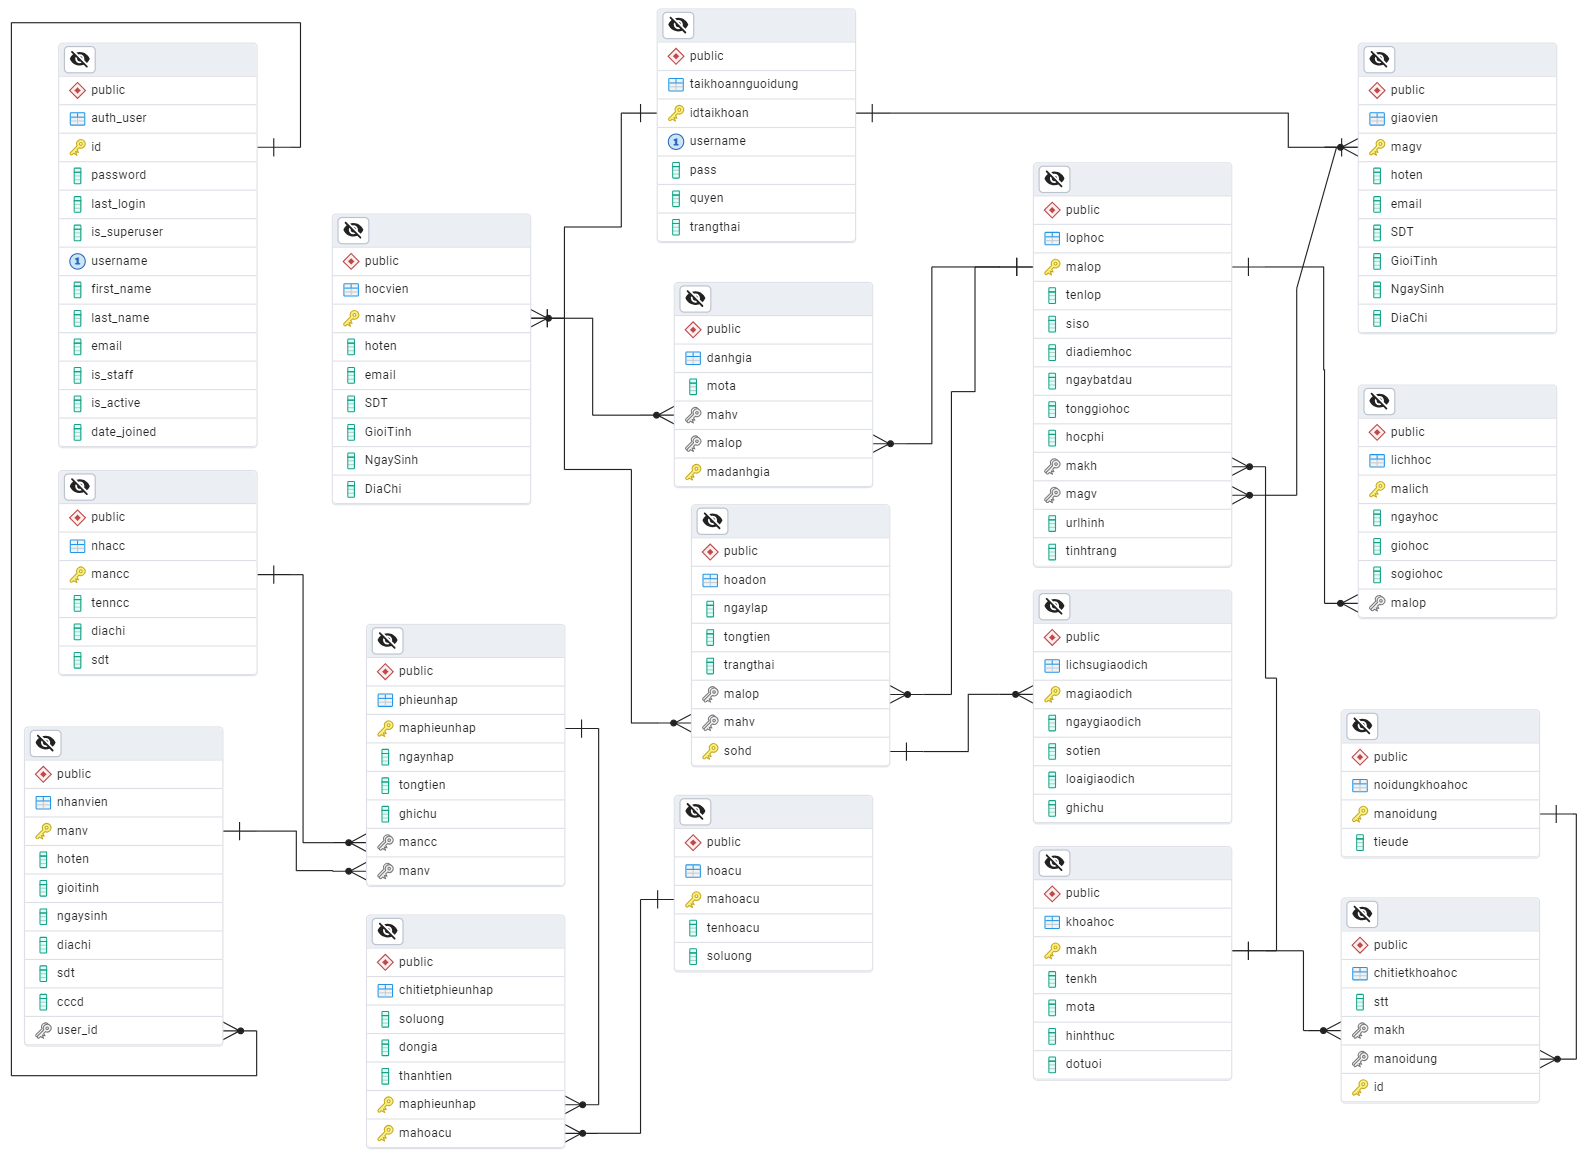 public
auth_user
id
password
last_login
is_superuser
username
first_name
last_name
email
is_staff
is_active
date_joined
public
nhacc
mancc
tenncc
diachi
sdt
public
nhanvien
manv
hoten
gioitinh
ngaysinh
diachi
sdt
cccd
user_id
public
hocvien
mahv
hoten
email
SDT
GioiTinh
NgaySinh
DiaChi
public
phieunhap
maphieunhap
ngaynhap
tongtien
ghichu
mancc
manv
public
chitietphieunhap
soluong
dongia
thanhtien
maphieunhap
mahoacu
public
taikhoannguoidung
idtaikhoan
username
pass
quyen
trangthai
public
danhgia
mota
mahv
malop
madanhgia
public
hoadon
ngaylap
tongtien
trangthai
malop
mahv
sohd
public
hoacu
mahoacu
tenhoacu
soluong
public
lophoc
malop
tenlop
siso
diadiemhoc
ngaybatdau
tonggiohoc
hocphi
makh
magv
urlhinh
tinhtrang
public
lichsugiaodich
magiaodich
ngaygiaodich
sotien
loaigiaodich
ghichu
public
khoahoc
makh
tenkh
mota
hinhthuc
dotuoi
public
giaovien
magv
hoten
email
SDT
GioiTinh
NgaySinh
DiaChi
public
lichhoc
malich
ngayhoc
giohoc
sogiohoc
malop
public
noidungkhoahoc
manoidung
tieude
public
chitietkhoahoc
stt
makh
manoidung
id